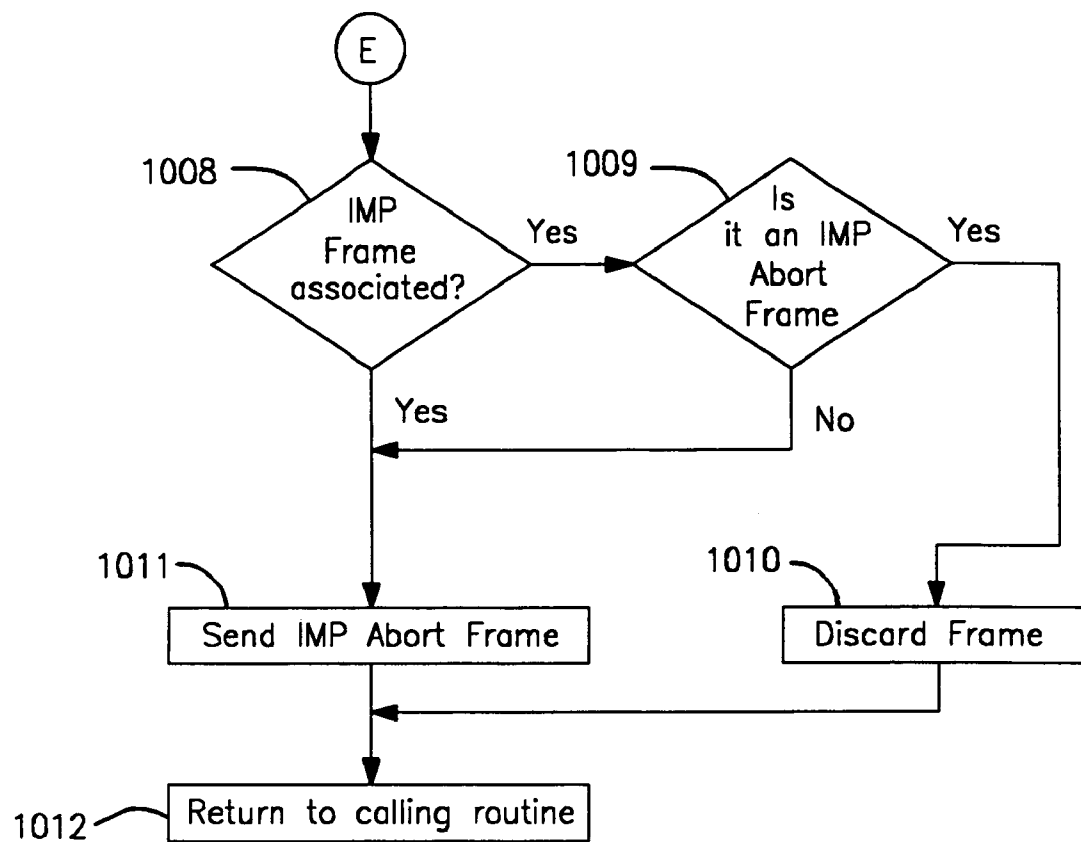 E
1008
IMP
Frame
associated?
Yes
1009
Is
it an IMP
Abort
Frame
Yes
Yes
No
1011
Send IMP Abort Frame
1010
Discard Frame
1012
Return to calling routine